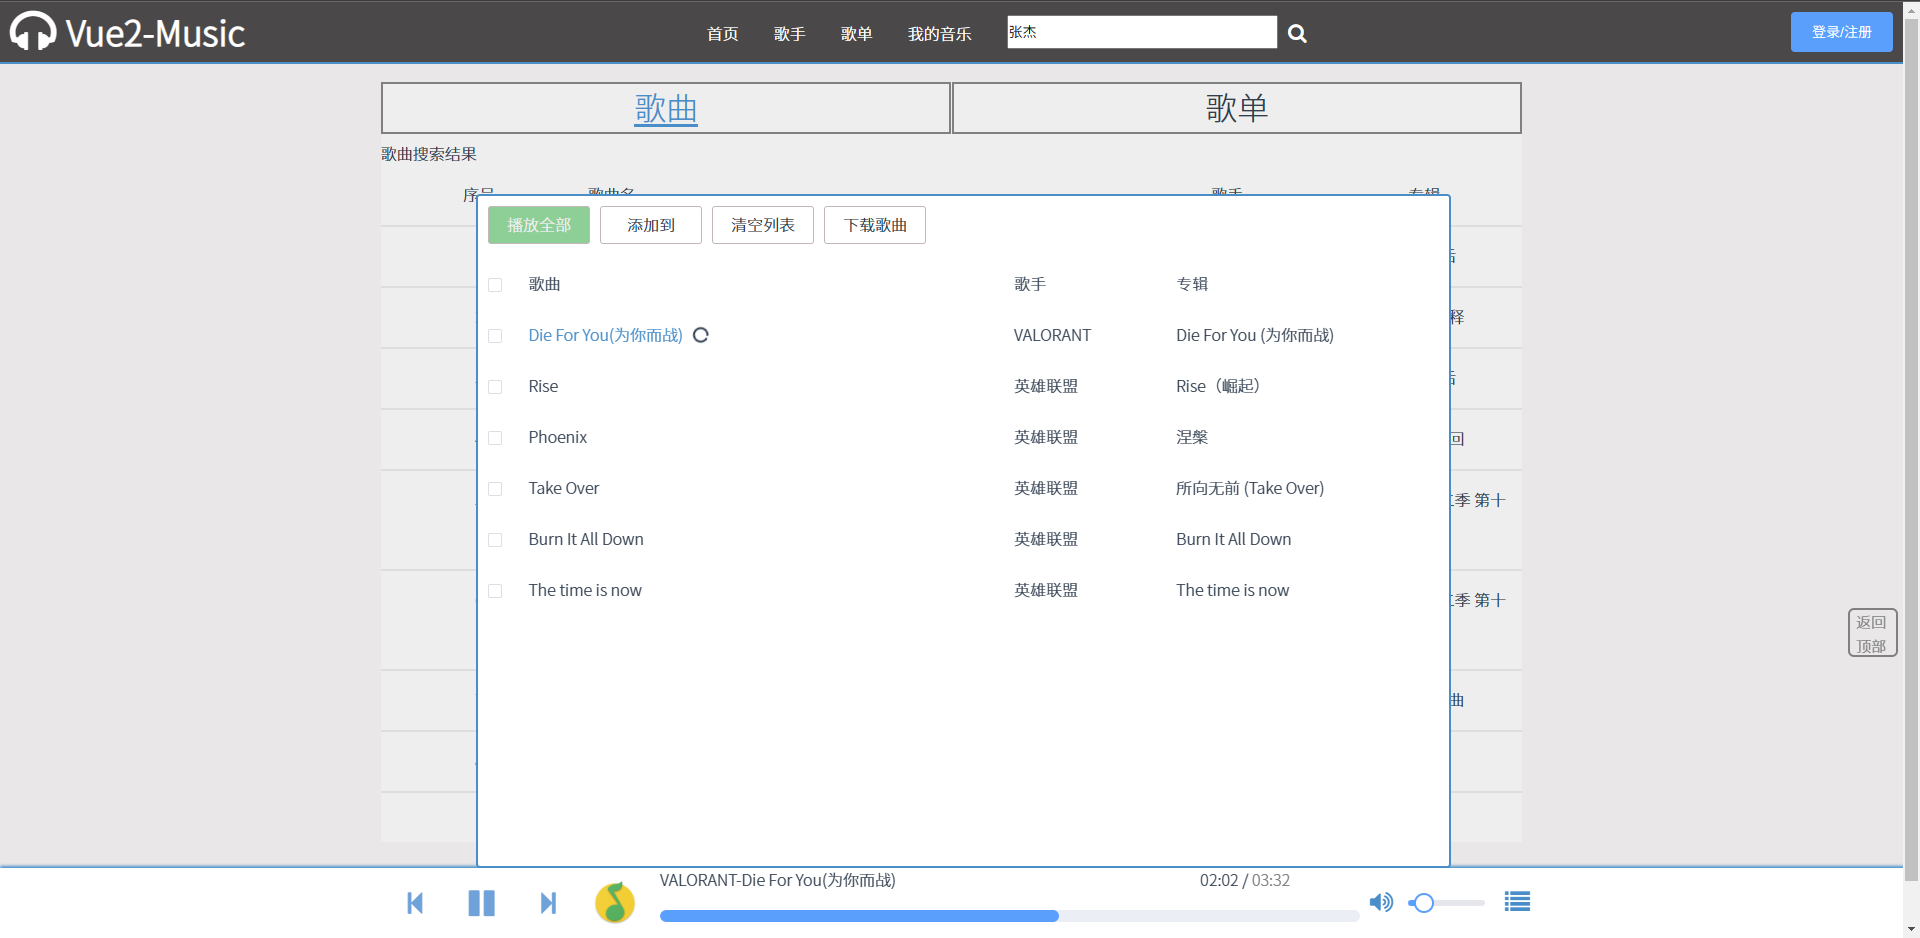 Vue2-Music 首页 歌手 歌单 我的音乐 张杰 登录/注册
歌曲 歌单
歌曲搜索结果
序号 歌曲名 歌手 专辑
播放全部 添加到 清空列表 下载歌曲
歌曲 歌手 专辑
释
Die For You(为你而战) VALORANT Die For You (为你而战)
Rise 英雄联盟 Rise（崛起）
Phoenix 英雄联盟 涅槃
回
Take Over 英雄联盟 所向无前 (Take Over)
季 第十
Burn It All Down 英雄联盟 Burn It All Down
The time is now 英雄联盟 The time is now
季 第十
返回
顶部
曲
VALORANT-Die For You(为你而战) 02:02 / 03:32